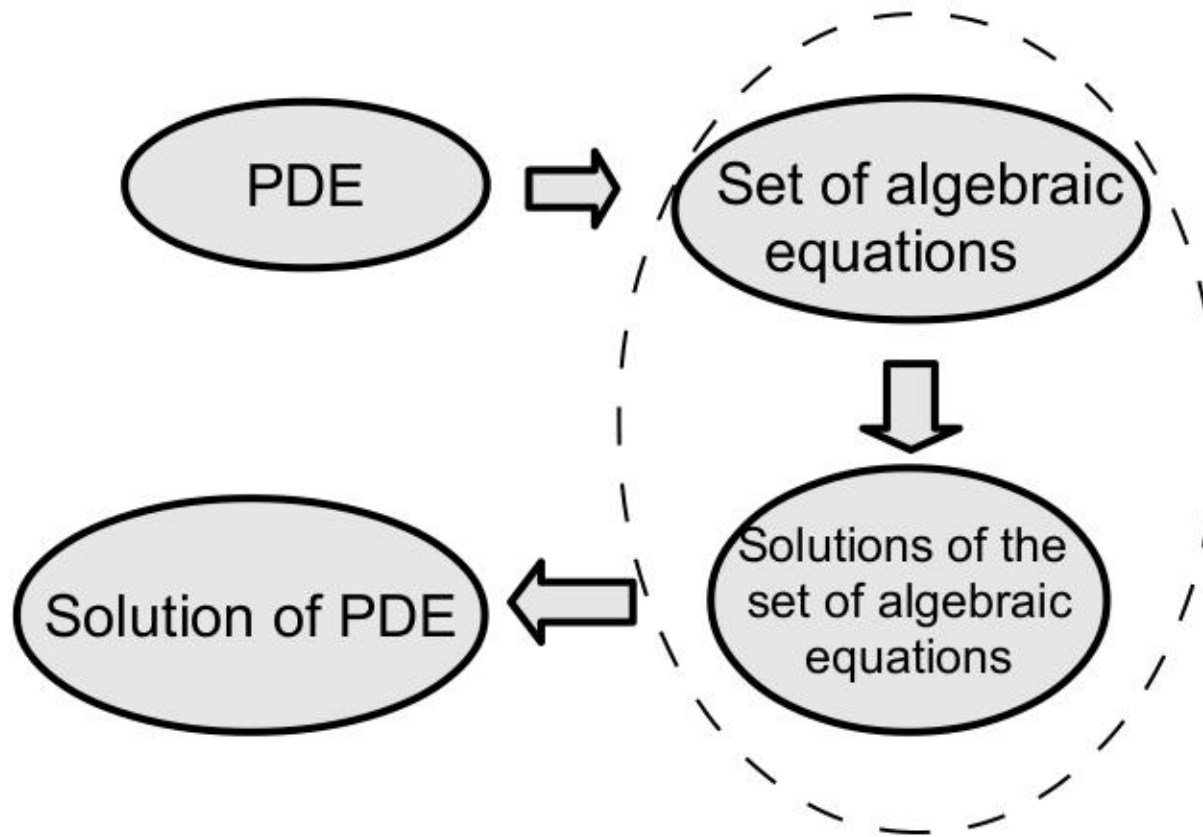 PDE
Set of algebraic
equations
Solutions of the
set of algebraic
equations
Solution of PDE